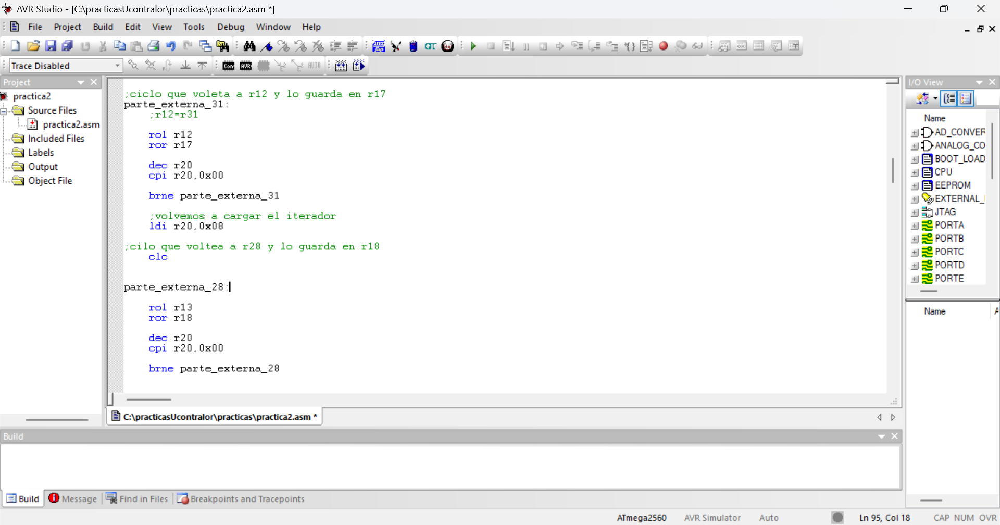 AVR Studio - [C:\practicasUcontralor\practicas\practica2.asm *]
File Project Build Edit View Tools Debug Window Help
Trace Disabled
Con AVR AUTO
Project
practica2
Source Files
practica2.asm
Included Files
Labels
Output
Object File
;ciclo que voleta a r12 y lo guarda en r17
parte_externa_31:
;r12=r31
rol r12
ror r17
dec r20
cpi r20,0x00
brne parte_externa_31
;volvemos a cargar el iterador
ldi r20,0x08
;cilo que voltea a r28 y lo guarda en r18
clc
parte_externa_28:
rol r13
ror r18
dec r20
cpi r20,0x00
brne parte_externa_28
C:\practicasUcontralor\practicas\practica2.asm *
I/O View
Name
AD_CONVER
ANALOG_CO
BOOT_LOAD
CPU
EEPROM
EXTERNAL_
JTAG
PORTA
PORTB
PORTC
PORTD
PORTE
Name A
Build
Build Message Find in Files Breakpoints and Tracepoints
ATmega2560 AVR Simulator Auto Ln 95, Col 18 CAP NUM OVR